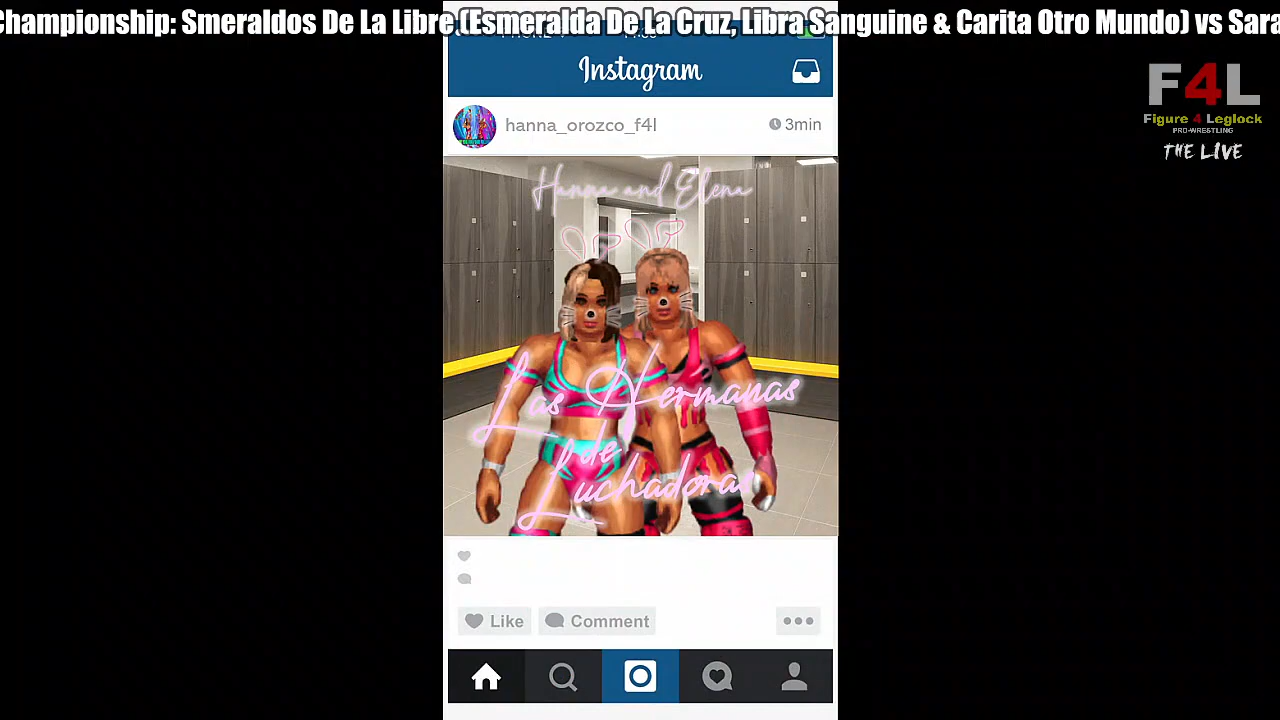 Championship: Smeraldos De La Libre (Esmeralda De La Cruz, Libra Sanguine & Carita Otro Mundo) vs Sara
Instagram
F4L
Figure 4 Leglock
PRO-WRESTLING
THE LIVE
hanna_orozco_f4l
3min
Hanna and Elena
Las Hermanas
de
Luchadoras
Like
Comment